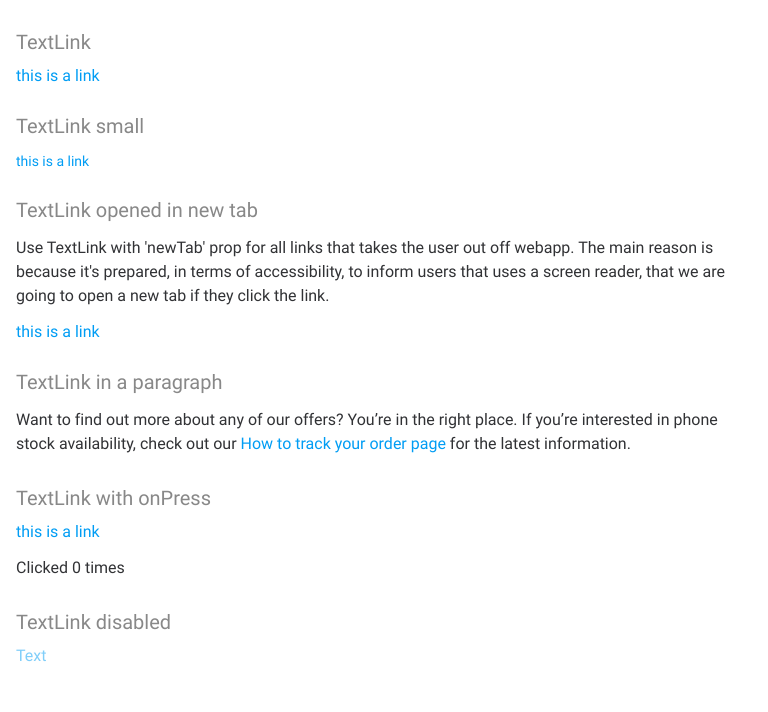 TextLink
this is a link
TextLink small
this is a link
TextLink opened in new tab
Use TextLink with 'newTab' prop for all links that takes the user out off webapp. The main reason is
because it's prepared, in terms of accessibility, to inform users that uses a screen reader, that we are
going to open a new tab if they click the link.
this is a link
TextLink in a paragraph
Want to find out more about any of our offers? You’re in the right place. If you’re interested in phone
stock availability, check out our How to track your order page for the latest information.
TextLink with onPress
this is a link
Clicked 0 times
TextLink disabled
Text